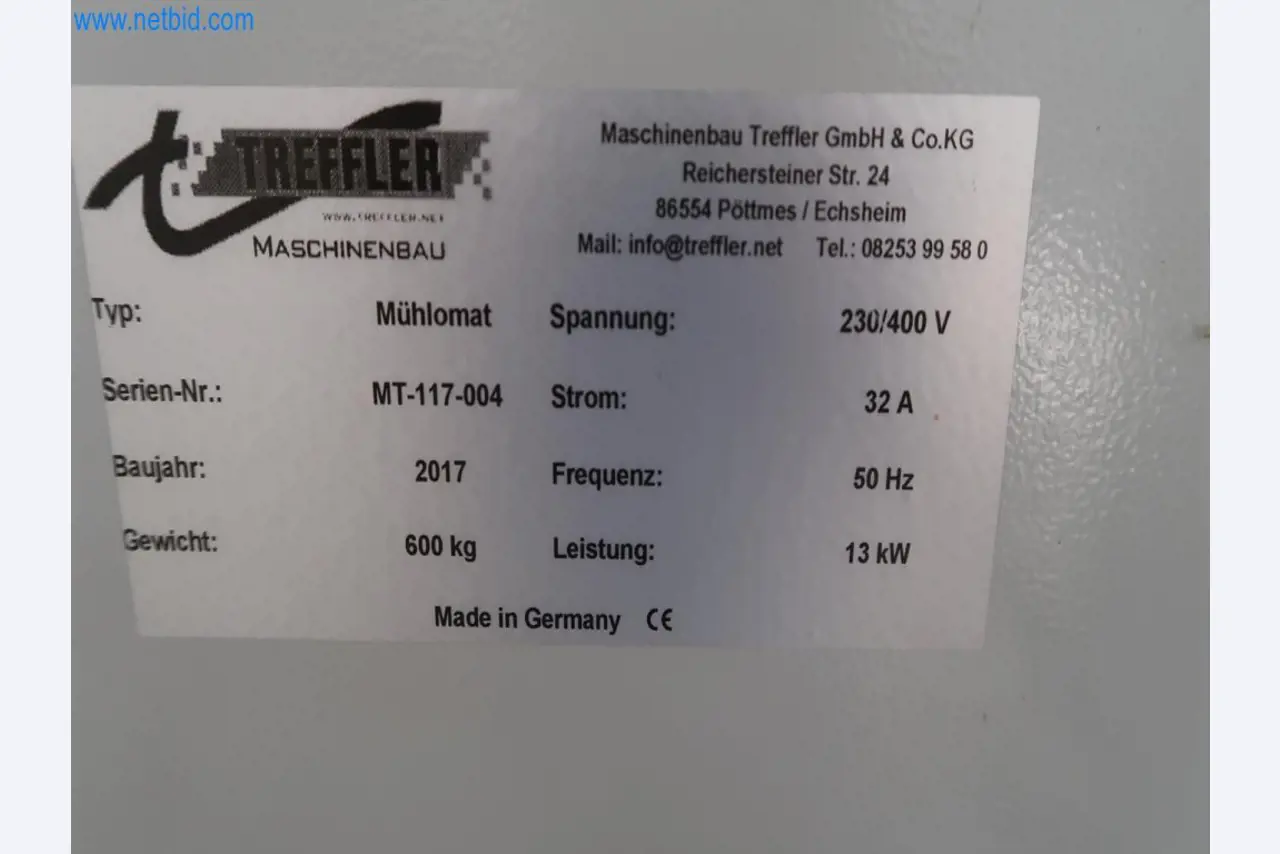 www.netbid.com
TREFFLER
WWW.TREFFLER.NET
MASCHINENBAU
Maschinenbau Treffler GmbH & Co.KG
Reichersteiner Str. 24
86554 Pöttmes / Echsheim
Mail: info@treffler.net Tel.: 08253 99 58 0
Typ: Mühlomat Spannung: 230/400 V
Serien-Nr.: MT-117-004 Strom: 32 A
Baujahr: 2017 Frequenz: 50 Hz
Gewicht: 600 kg Leistung: 13 kW
Made in Germany CE